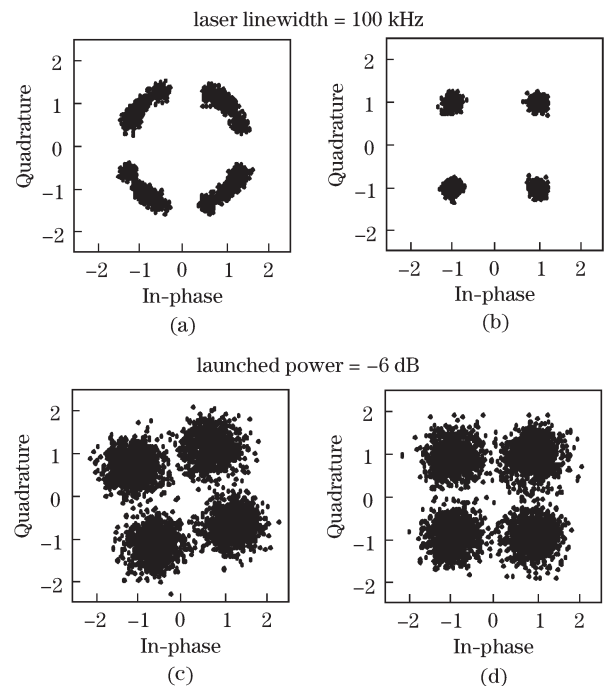 laser linewidth = 100 kHz
2
1
0
−1
−2
Quadrature
−2 −1 0 1 2
In-phase
(a)
2
1
0
−1
−2
Quadrature
−2 −1 0 1 2
In-phase
(b)
launched power = −6 dB
2
1
0
−1
−2
Quadrature
−2 −1 0 1 2
In-phase
(c)
2
1
0
−1
−2
Quadrature
−2 −1 0 1 2
In-phase
(d)